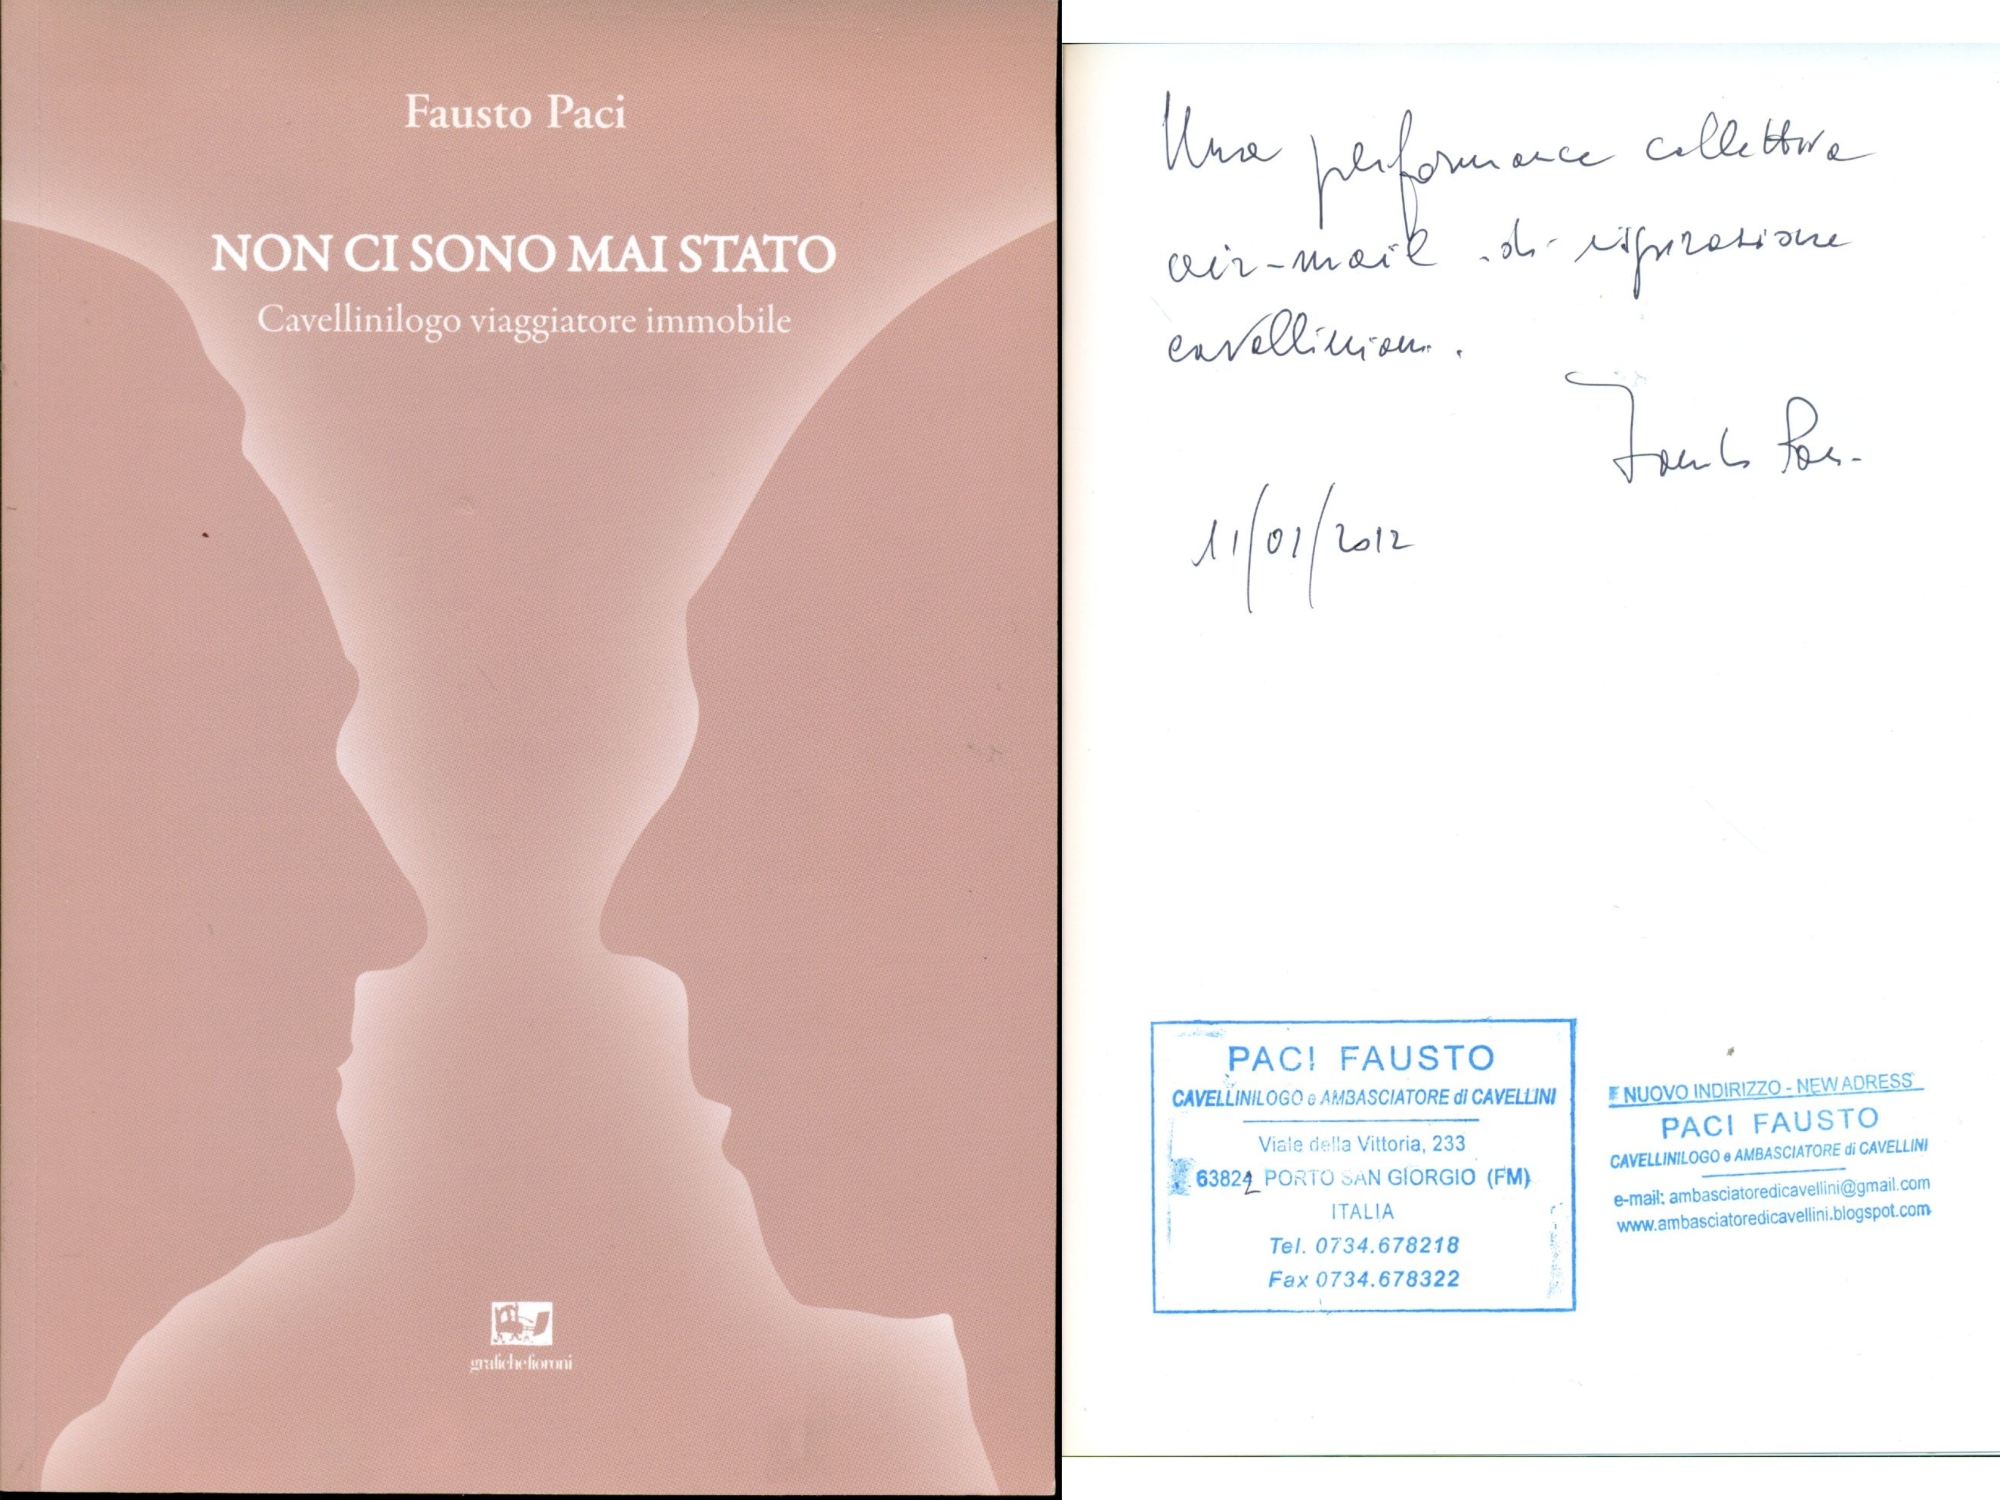 Fausto Paci
NON CI SONO MAI STATO
Cavellinilogo viaggiatore immobile
grafichefioroni
Una performance collettiva
air-mail di ispirazione
cavelliniana.
Fausto Paci
11/01/2012
PACI FAUSTO
CAVELLINILOGO e AMBASCIATORE di CAVELLINI
Viale della Vittoria, 233
63822 PORTO SAN GIORGIO (FM)
ITALIA
Tel. 0734.678218
Fax 0734.678322
NUOVO INDIRIZZO - NEW ADRESS
PACI FAUSTO
CAVELLINILOGO e AMBASCIATORE di CAVELLINI
e-mail: ambasciatoredicavellini@gmail.com
www.ambasciatoredicavellini.blogspot.com